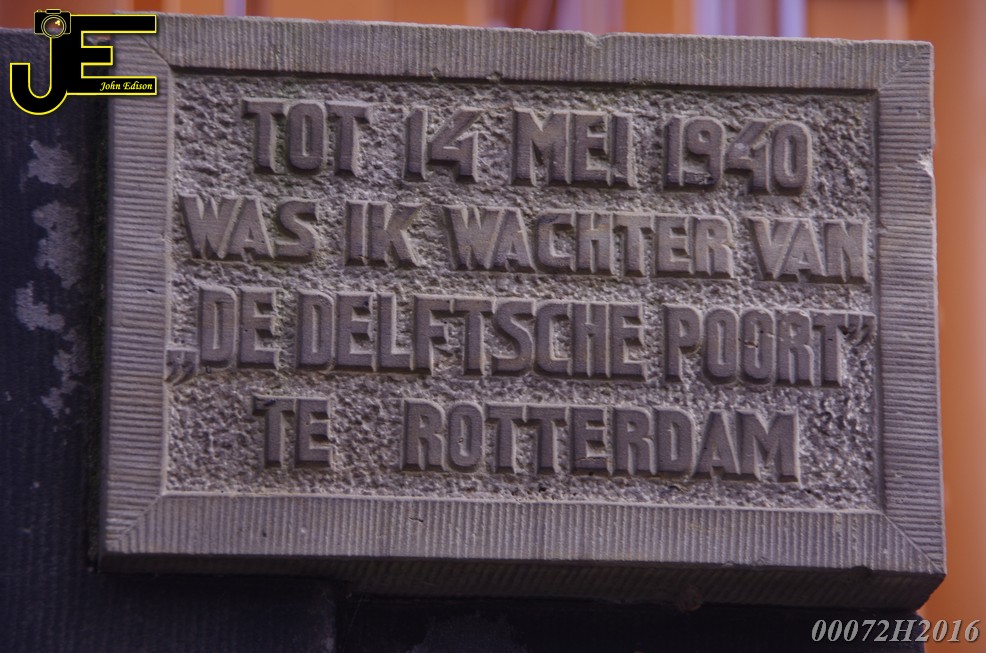 JE
John Edison
TOT 14 MEI 1940
WAS IK WACHTER VAN
„DE DELFTSCHE POORT”
TE ROTTERDAM
00072H2016